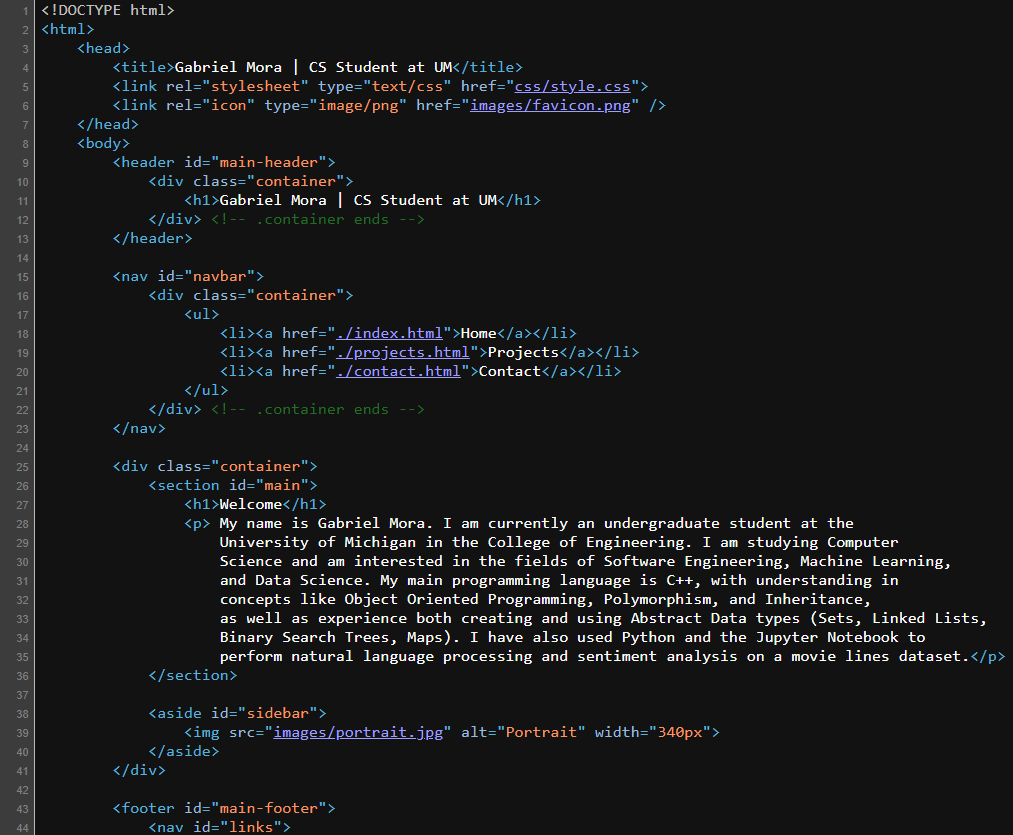 1 <!DOCTYPE html>
2 <html>
3     <head>
4         <title>Gabriel Mora | CS Student at UM</title>
5         <link rel="stylesheet" type="text/css" href="css/style.css">
6         <link rel="icon" type="image/png" href="images/favicon.png" />
7     </head>
8     <body>
9         <header id="main-header">
10             <div class="container">
11                 <h1>Gabriel Mora | CS Student at UM</h1>
12             </div> <!-- .container ends -->
13         </header>
14
15         <nav id="navbar">
16             <div class="container">
17                 <ul>
18                     <li><a href="./index.html">Home</a></li>
19                     <li><a href="./projects.html">Projects</a></li>
20                     <li><a href="./contact.html">Contact</a></li>
21                 </ul>
22             </div> <!-- .container ends -->
23         </nav>
24
25         <div class="container">
26             <section id="main">
27                 <h1>Welcome</h1>
28                 <p> My name is Gabriel Mora. I am currently an undergraduate student at the
29                     University of Michigan in the College of Engineering. I am studying Computer
30                     Science and am interested in the fields of Software Engineering, Machine Learning,
31                     and Data Science. My main programming language is C++, with understanding in
32                     concepts like Object Oriented Programming, Polymorphism, and Inheritance,
33                     as well as experience both creating and using Abstract Data types (Sets, Linked Lists,
34                     Binary Search Trees, Maps). I have also used Python and the Jupyter Notebook to
35                     perform natural language processing and sentiment analysis on a movie lines dataset.</p>
36             </section>
37
38             <aside id="sidebar">
39                 <img src="images/portrait.jpg" alt="Portrait" width="340px">
40             </aside>
41         </div>
42
43         <footer id="main-footer">
44             <nav id="links">